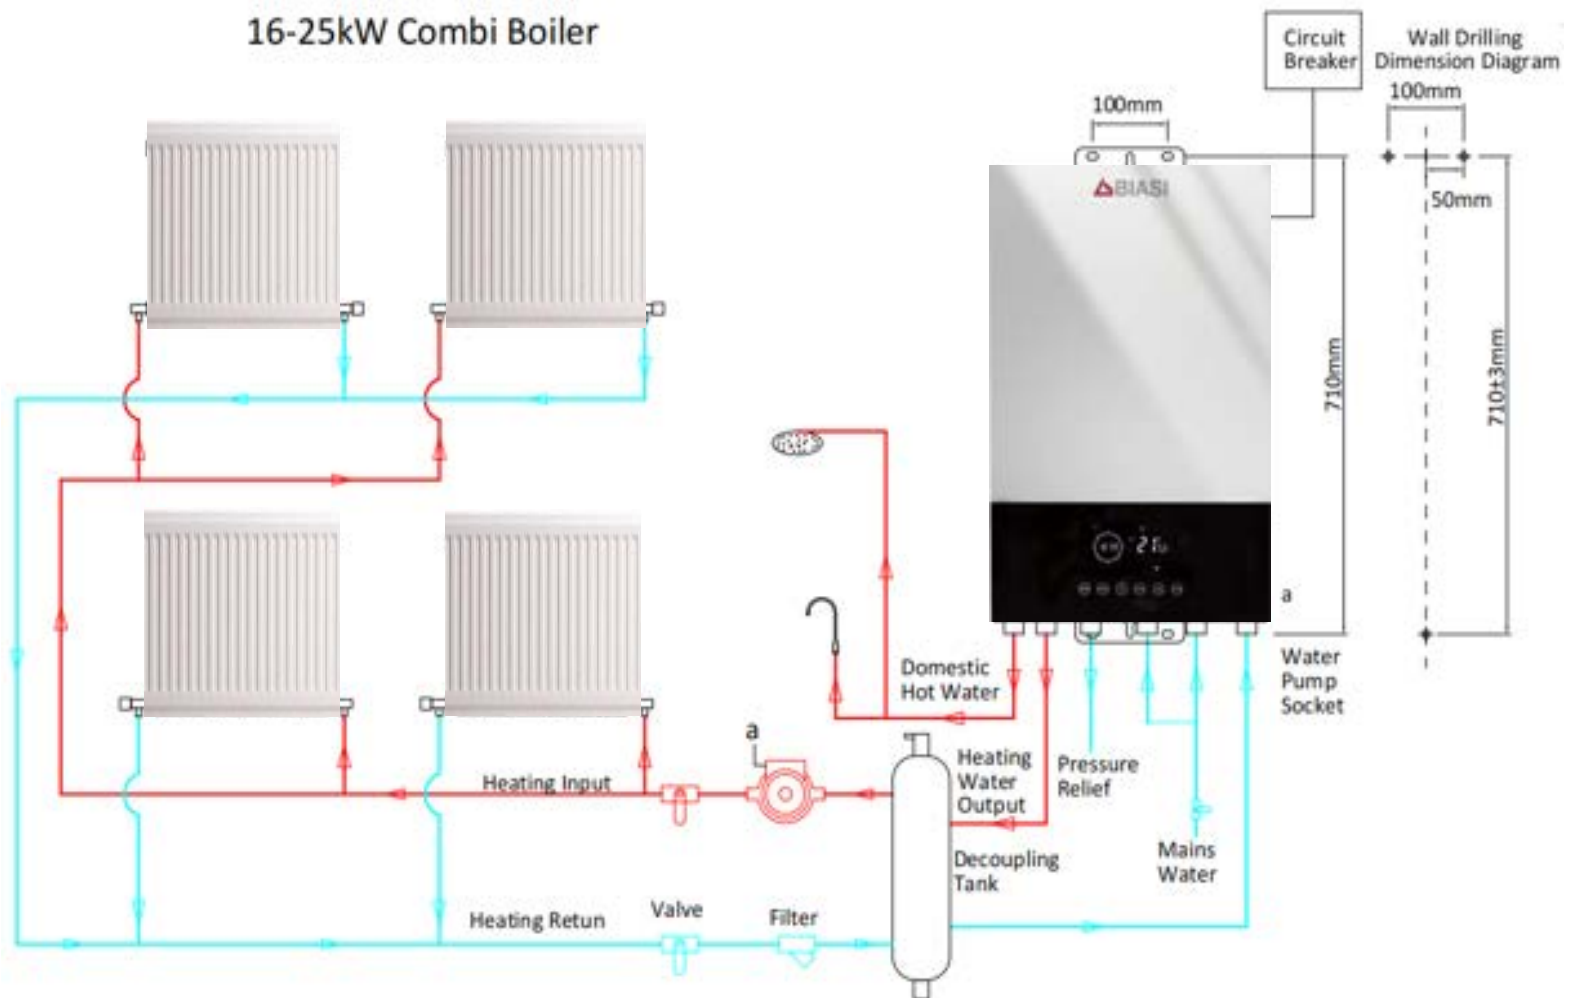 16-25kW Combi Boiler
Circuit
Breaker
Wall Drilling
Dimension Diagram
100mm
100mm
50mm
BIASI
710mm
710±3mm
21
a
Water
Pump
Socket
Domestic
Hot Water
a
Heating
Water
Output
Pressure
Relief
Heating Input
Decoupling
Tank
Mains
Water
Heating Retun
Valve
Filter